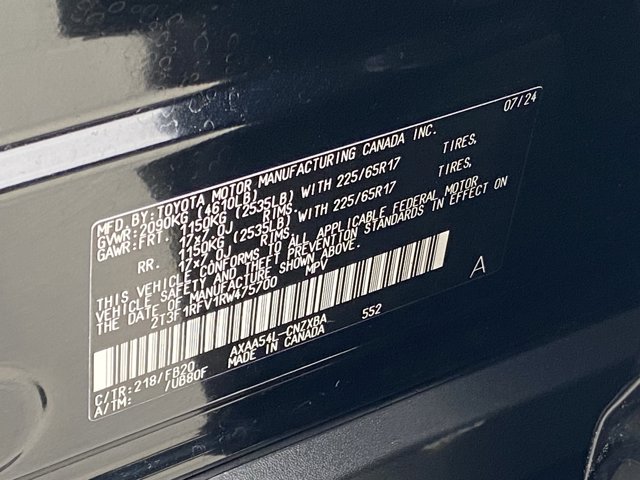 07/24
MFD. BY:TOYOTA MOTOR MANUFACTURING CANADA INC.
GVWR:2090KG (4610LB)
GAWR:FRT. 1150KG (2535LB) WITH 225/65R17 TIRES,
17X7.0J RIMS,
RR. 1150KG (2535LB) WITH 225/65R17 TIRES,
17X7.0J RIMS.
THIS VEHICLE CONFORMS TO ALL APPLICABLE FEDERAL MOTOR
VEHICLE SAFETY AND THEFT PREVENTION STANDARDS IN EFFECT ON
THE DATE OF MANUFACTURE SHOWN ABOVE.
2T3F1RFV1RW475700 MPV
A
C/TR:218/FB20 AXAA54L-CNZXBA 552
A/TM: /UB80F MADE IN CANADA